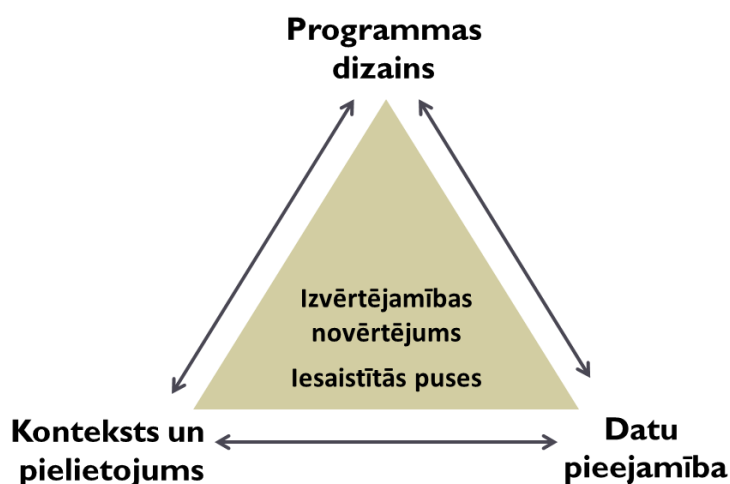 Programmas
dizains
Izvērtējamības
novērtējums
Iesaistītās puses
Konteksts un
pielietojums
Datu
pieejamība